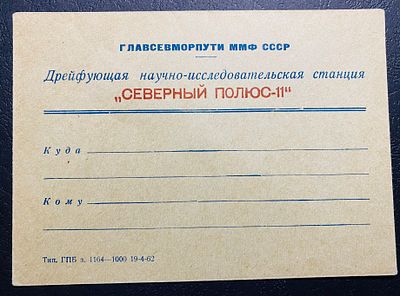 ГЛАВСЕВМОРПУТИ ММФ СССР
Дрейфующая научно-исследовательская станция
„СЕВЕРНЫЙ ПОЛЮС-11“
Куда
Кому
Тип. ГПБ з. 1164—1000 19-4-62